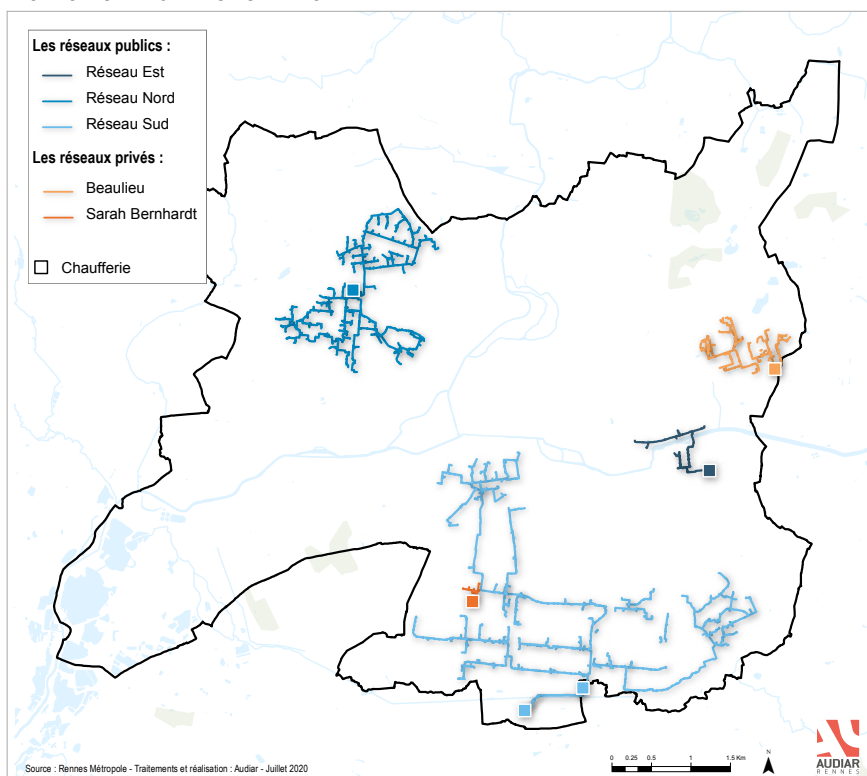 Les réseaux publics :
Réseau Est
Réseau Nord
Réseau Sud
Les réseaux privés :
Beaulieu
Sarah Bernhardt
Chaufferie
Source : Rennes Métropole - Traitements et réalisation : Audiar - Juillet 2020
0 0.25 0.5 1 1.5 Km
N
AUDIAR
RENNES